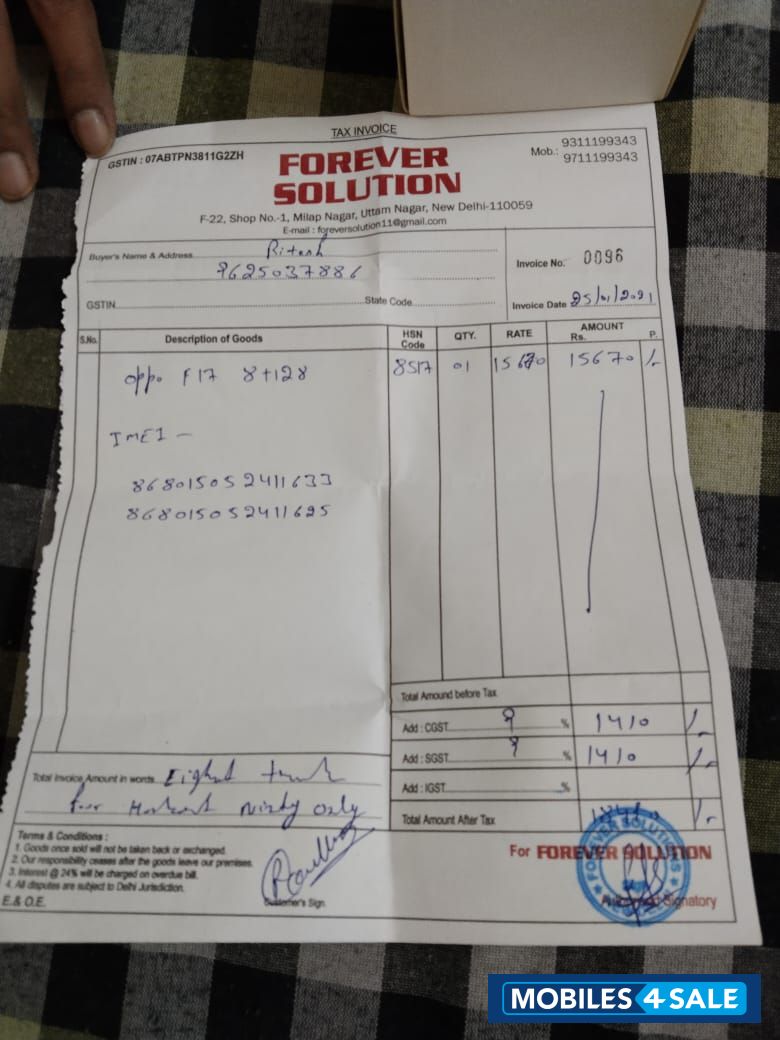 TAX INVOICE
GSTIN : 07ABTPN3811G2ZH
Mob.: 9311199343
9711199343
FOREVER
SOLUTION
F-22, Shop No.-1, Milap Nagar, Uttam Nagar, New Delhi-110059
E-mail : foreversolution11@gmail.com
Buyer's Name & Address Ritesh
9625037886
GSTIN State Code
Invoice No. 0096
Invoice Date 25/01/2021
S.No. Description of Goods HSN Code QTY. RATE AMOUNT Rs. P.
oppo F17 8+128 8517 01 15670 15670 /-
IMEI -
868015052411633
868015052411625
Total Amound before Tax
Add : CGST 9 % 1410 /-
Add : SGST 9 % 1410 /-
Add : IGST %
Total Amount After Tax /-
Total Invoice Amount in words
Four Ninty only
Terms & Conditions :
1. Goods once sold will not be taken back or exchanged.
2. Our responsibility ceases after the goods leave our premises.
3. Interest @ 24% will be charged on overdue bill.
4. All disputes are subject to Delhi Jurisdiction.
E.& O.E.
Customer's Sign.
For FOREVER SOLUTION
FOREVER SOLUTIONS
Authorised Signatory
MOBILES 4 SALE